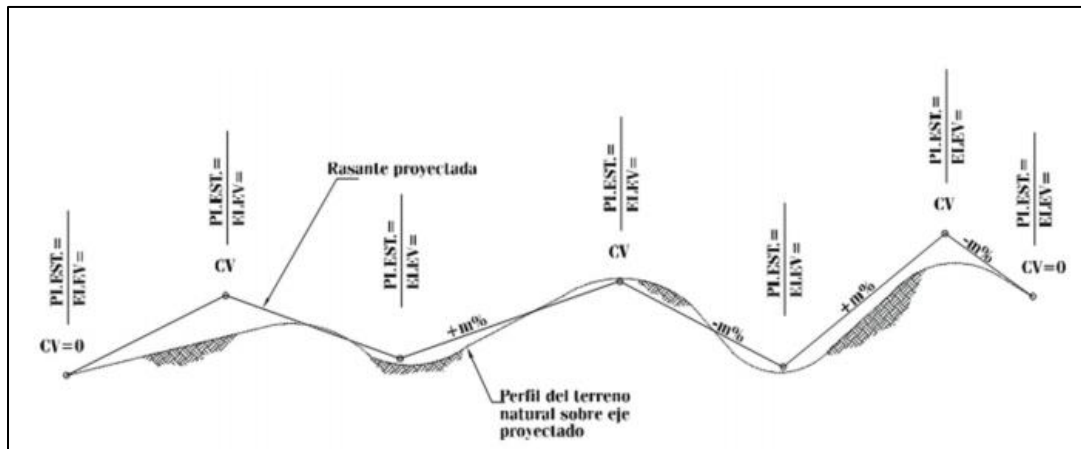 PI.EST.=
ELEV=
CV=0
PI.EST.=
ELEV=
CV
Rasante proyectada
PI.EST.=
ELEV=
+m%
PI.EST.=
ELEV=
CV
-m%
PI.EST.=
ELEV=
+m%
PI.EST.=
ELEV=
CV
-m%
PI.EST.=
ELEV=
CV=0
Perfil del terreno
natural sobre eje
proyectado